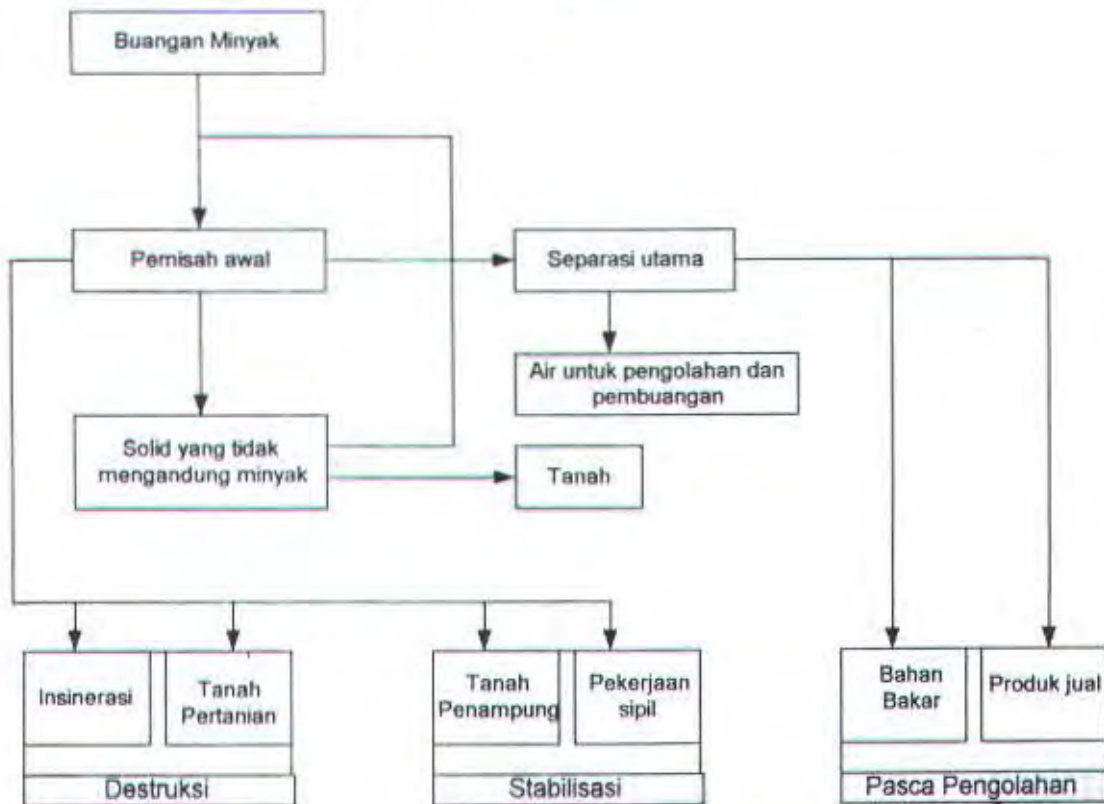 Buangan Minyak
Pemisah awal
Separasi utama
Air untuk pengolahan dan
pembuangan
Solid yang tidak
mengandung minyak
Tanah
Insinerasi
Tanah
Pertanian
Tanah
Penampung
Pekerjaan
sipil
Bahan
Bakar
Produk jual
Destruksi
Stabilisasi
Pasca Pengolahan